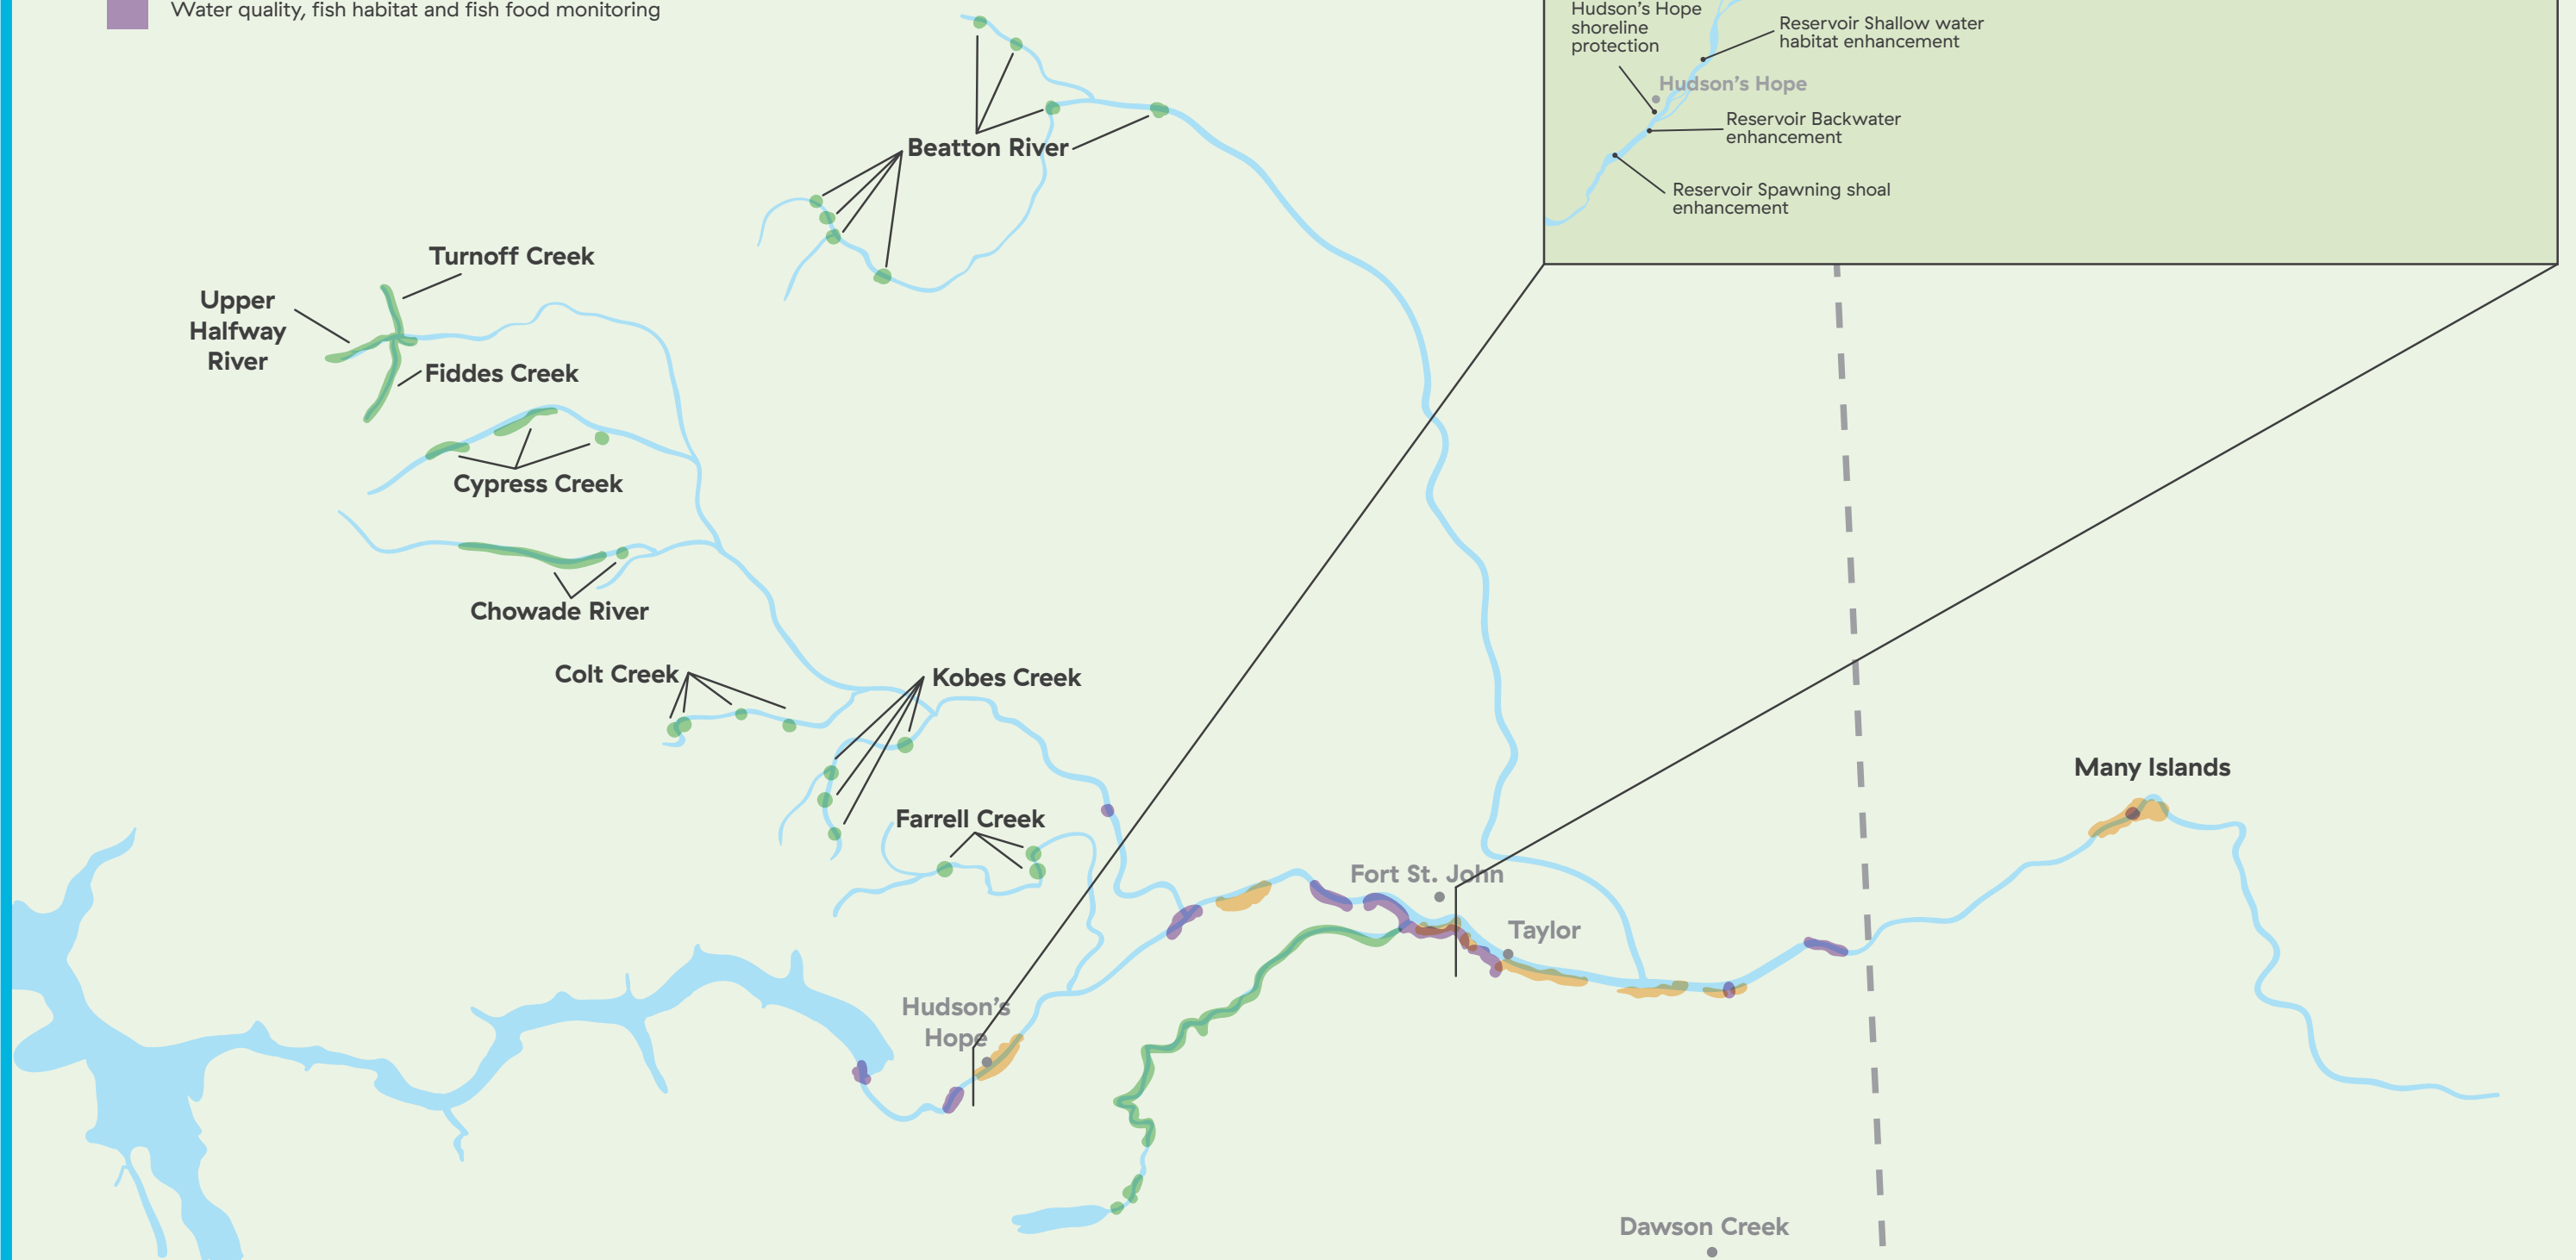 Water quality, fish habitat and fish food monitoring
Hudson's Hope
shoreline
protection
Reservoir Shallow water
habitat enhancement
Hudson's Hope
Reservoir Backwater
enhancement
Reservoir Spawning shoal
enhancement
Beatton River
Turnoff Creek
Upper
Halfway
River
Fiddes Creek
Cypress Creek
Chowade River
Colt Creek
Kobes Creek
Farrell Creek
Many Islands
Fort St. John
Taylor
Hudson's
Hope
Dawson Creek